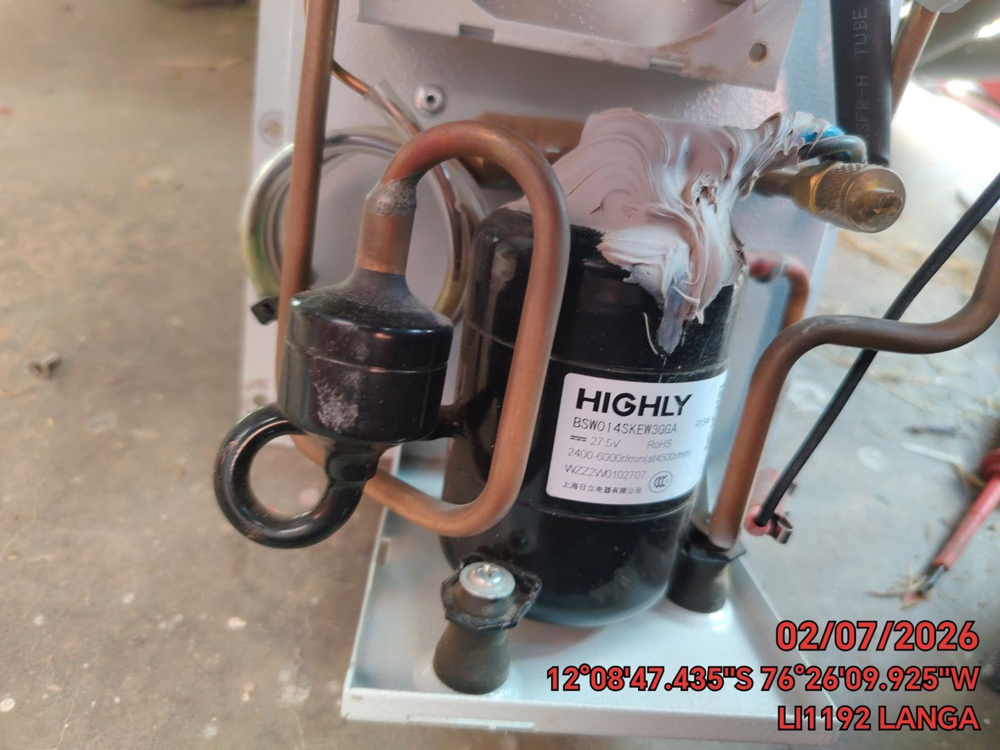 RSFR-H TUBE
HIGHLY
BSW014SKEW3GGA
27.5V RoHS
2400-6000r/min(at4500r/min)
WZZ2W0102707
上海日立电器有限公司
02/07/2026
12°08'47.435"S 76°26'09.925"W
LI1192 LANGA